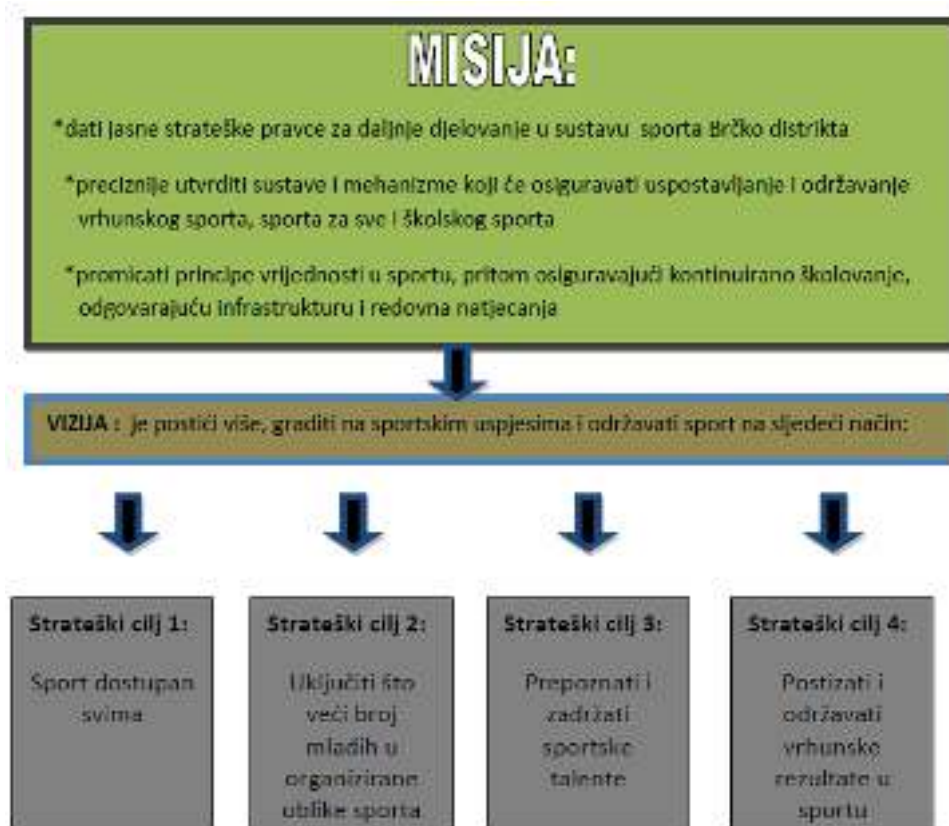 MISIJA:
*dati jasne strateške pravce za daljnje djelovanje u sustavu sporta Brčko distrikta
*preciznije utvrditi sustave i mehanizme koji će osiguravati uspostavljanje i održavanje
vrhunskog sporta, sporta za sve i školskog sporta
*promicati principe vrijednosti u sportu, pritom osiguravajući kontinuirano školovanje,
odgovarajuću infrastrukturu i redovna natjecanja
VIZIJA : je postići više, graditi na sportskim uspjesima i održavati sport na sljedeći način:
Strateški cilj 1:
Sport dostupan
svima
Strateški cilj 2:
Uključiti što
veći broj
mladih u
organizirane
oblike sporta
Strateški cilj 3:
Prepoznati i
zadržati
sportske
talente
Strateški cilj 4:
Postizati i
održavati
vrhunske
rezultate u
sportu